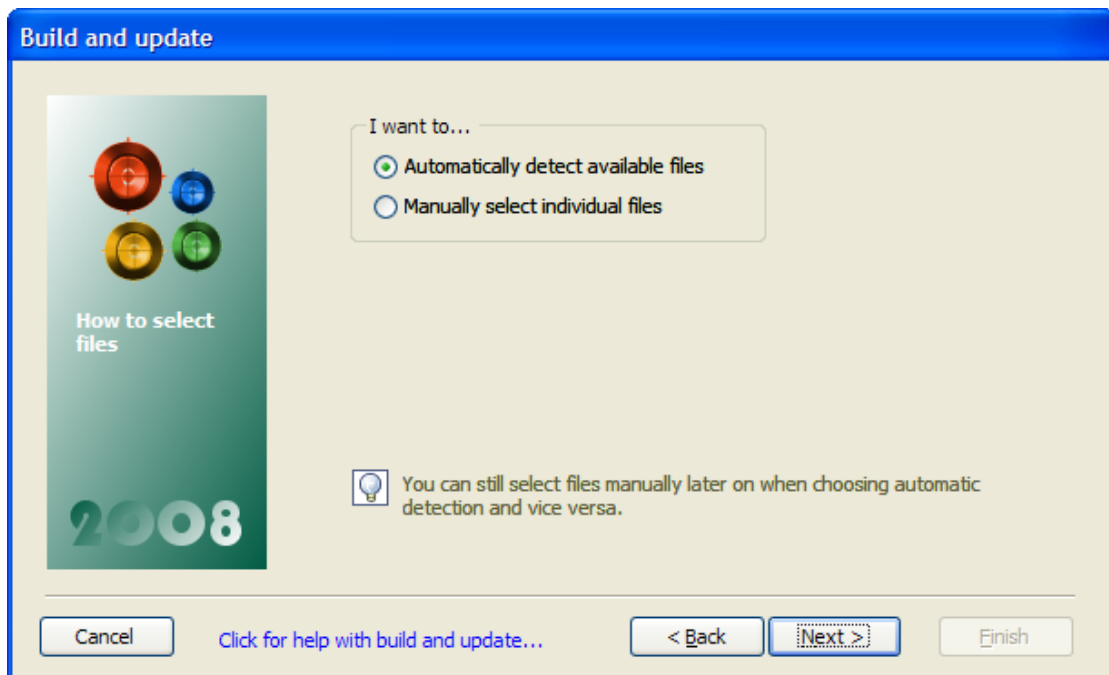 Build and update
I want to...
Automatically detect available files
Manually select individual files
How to select
files
You can still select files manually later on when choosing automatic
detection and vice versa.
2008
Cancel
Click for help with build and update...
< Back
Next >
Finish